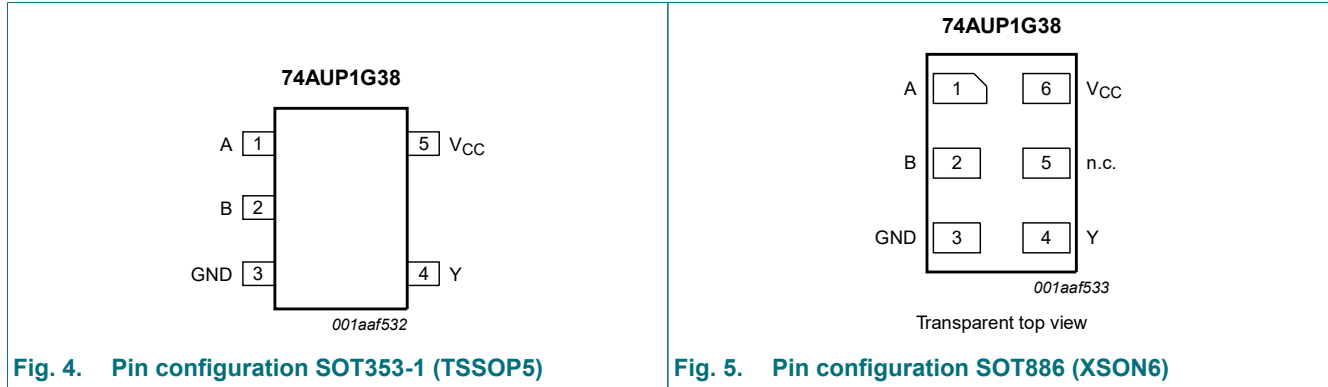 74AUP1G38
A 1
5 VCC
B 2
GND 3
4 Y
001aaf532
Fig. 4. Pin configuration SOT353-1 (TSSOP5)
74AUP1G38
A 1
6 VCC
B 2
5 n.c.
GND 3
4 Y
001aaf533
Transparent top view
Fig. 5. Pin configuration SOT886 (XSON6)